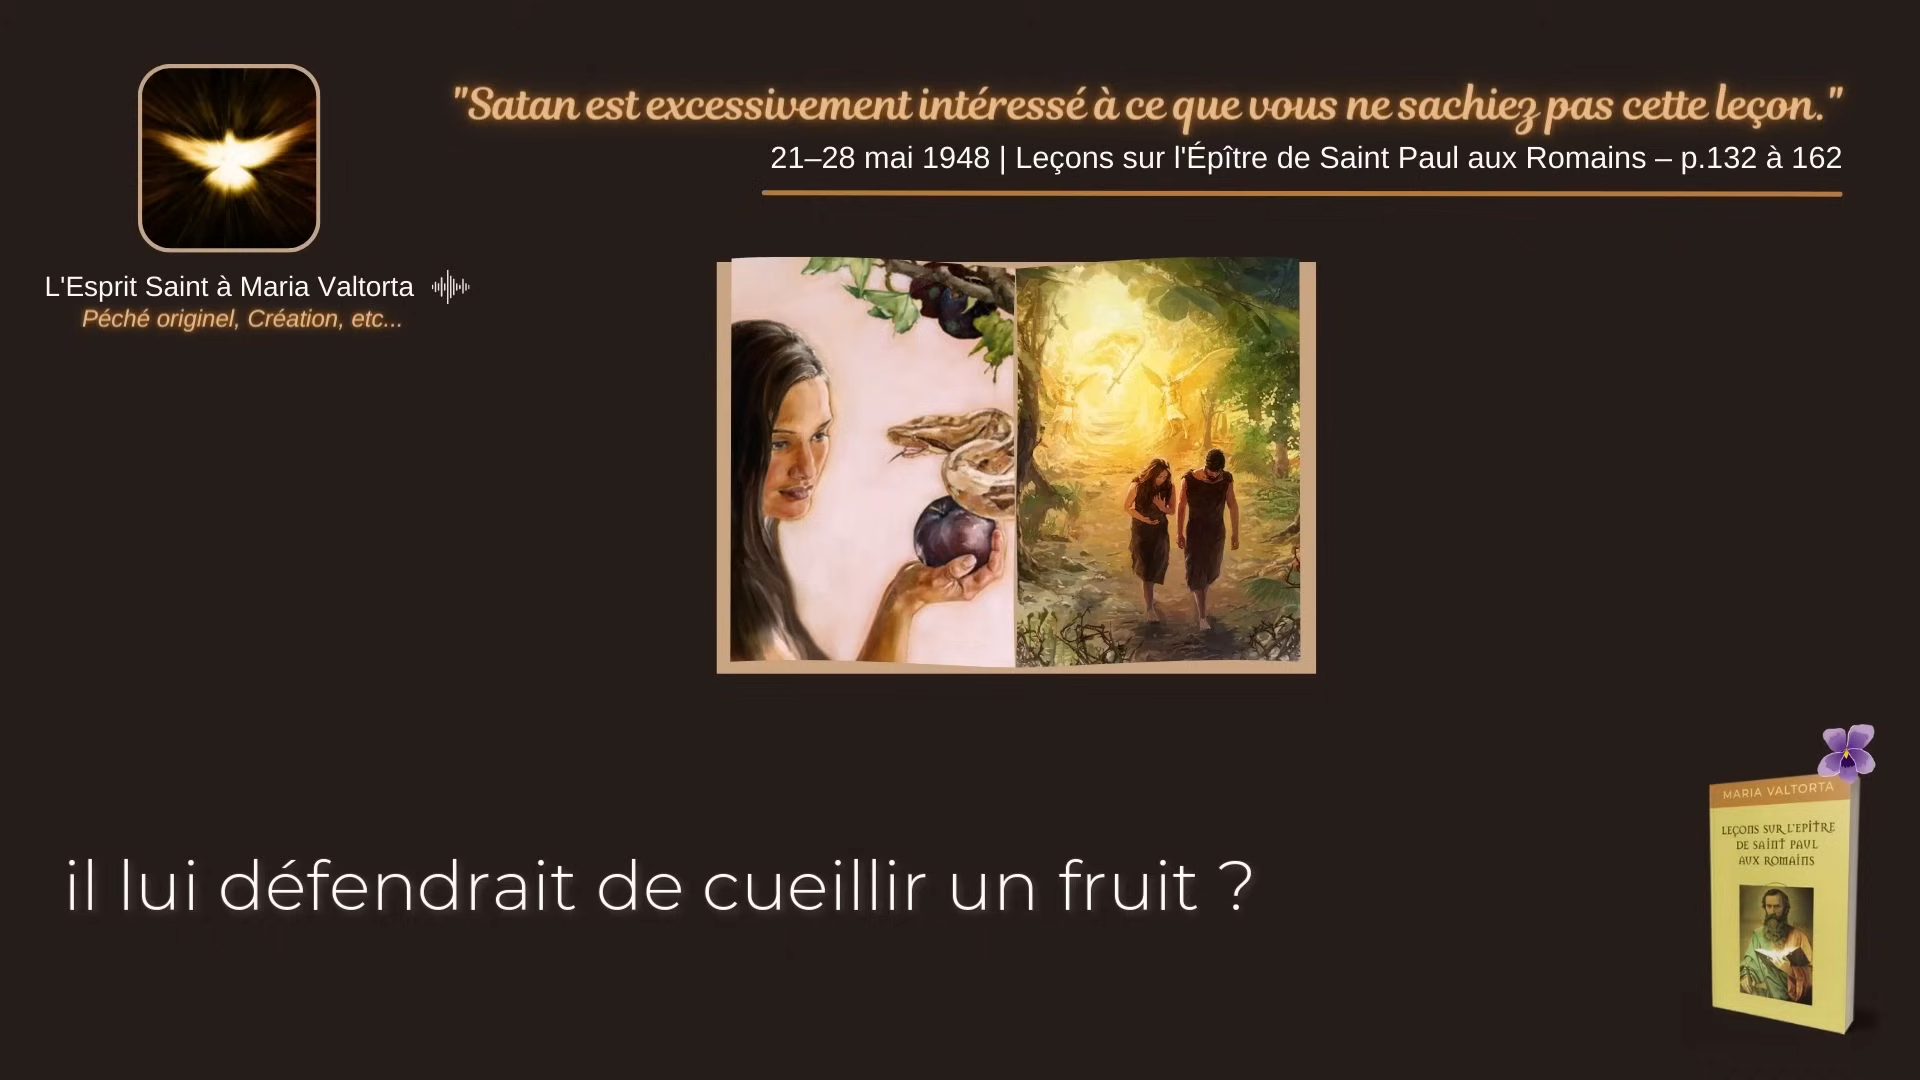 "Satan est excessivement intéressé à ce que vous ne sachiez pas cette leçon."
21–28 mai 1948 | Leçons sur l'Épître de Saint Paul aux Romains – p.132 à 162
L'Esprit Saint à Maria Valtorta
Péché originel, Création, etc...
il lui défendrait de cueillir un fruit ?
MARIA VALTORTA
LEÇONS SUR L'EPÎTRE
DE SAINT PAUL
AUX ROMAINS